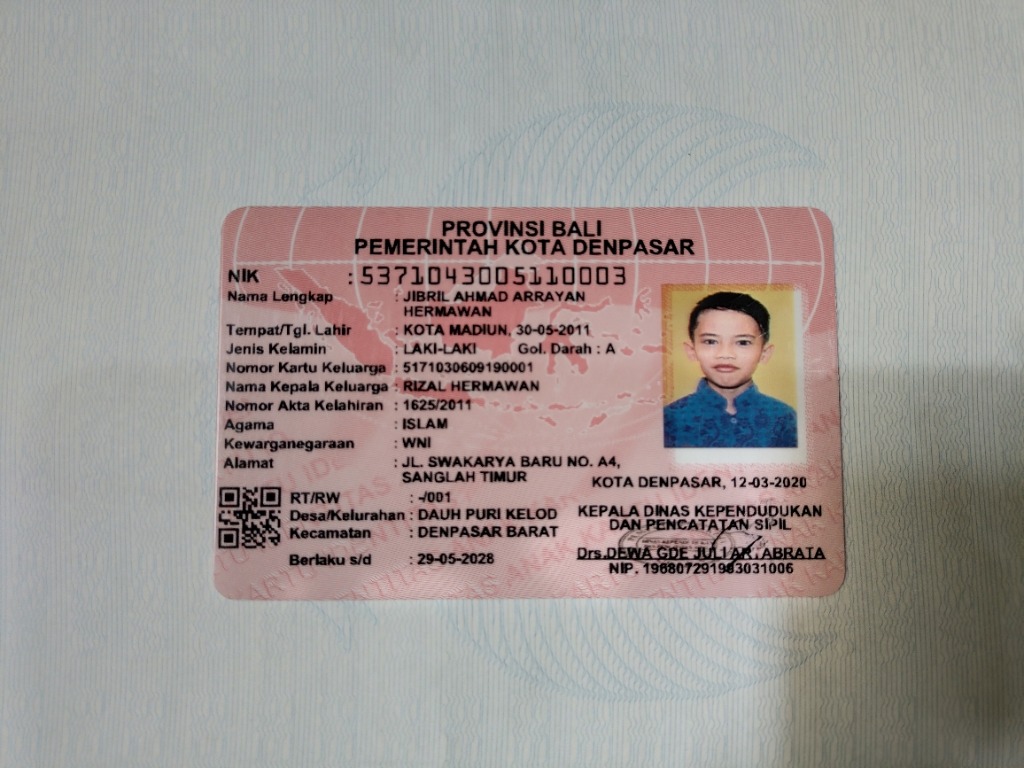 PROVINSI BALI
PEMERINTAH KOTA DENPASAR
NIK : 5371043005110003
Nama Lengkap : JIBRIL AHMAD ARRAYAN
HERMAWAN
Tempat/Tgl. Lahir : KOTA MADIUN, 30-05-2011
Jenis Kelamin : LAKI-LAKI Gol. Darah : A
Nomor Kartu Keluarga : 5171030609190001
Nama Kepala Keluarga : RIZAL HERMAWAN
Nomor Akta Kelahiran : 1625/2011
Agama : ISLAM
Kewarganegaraan : WNI
Alamat : JL. SWAKARYA BARU NO. A4,
SANGLAH TIMUR
RT/RW : -/001
Desa/Kelurahan : DAUH PURI KELOD
Kecamatan : DENPASAR BARAT
Berlaku s/d : 29-05-2028
KOTA DENPASAR, 12-03-2020
KEPALA DINAS KEPENDUDUKAN
DAN PENCATATAN SIPIL
Drs.DEWA GDE JULIARTABRATA
NIP. 196807291993031006